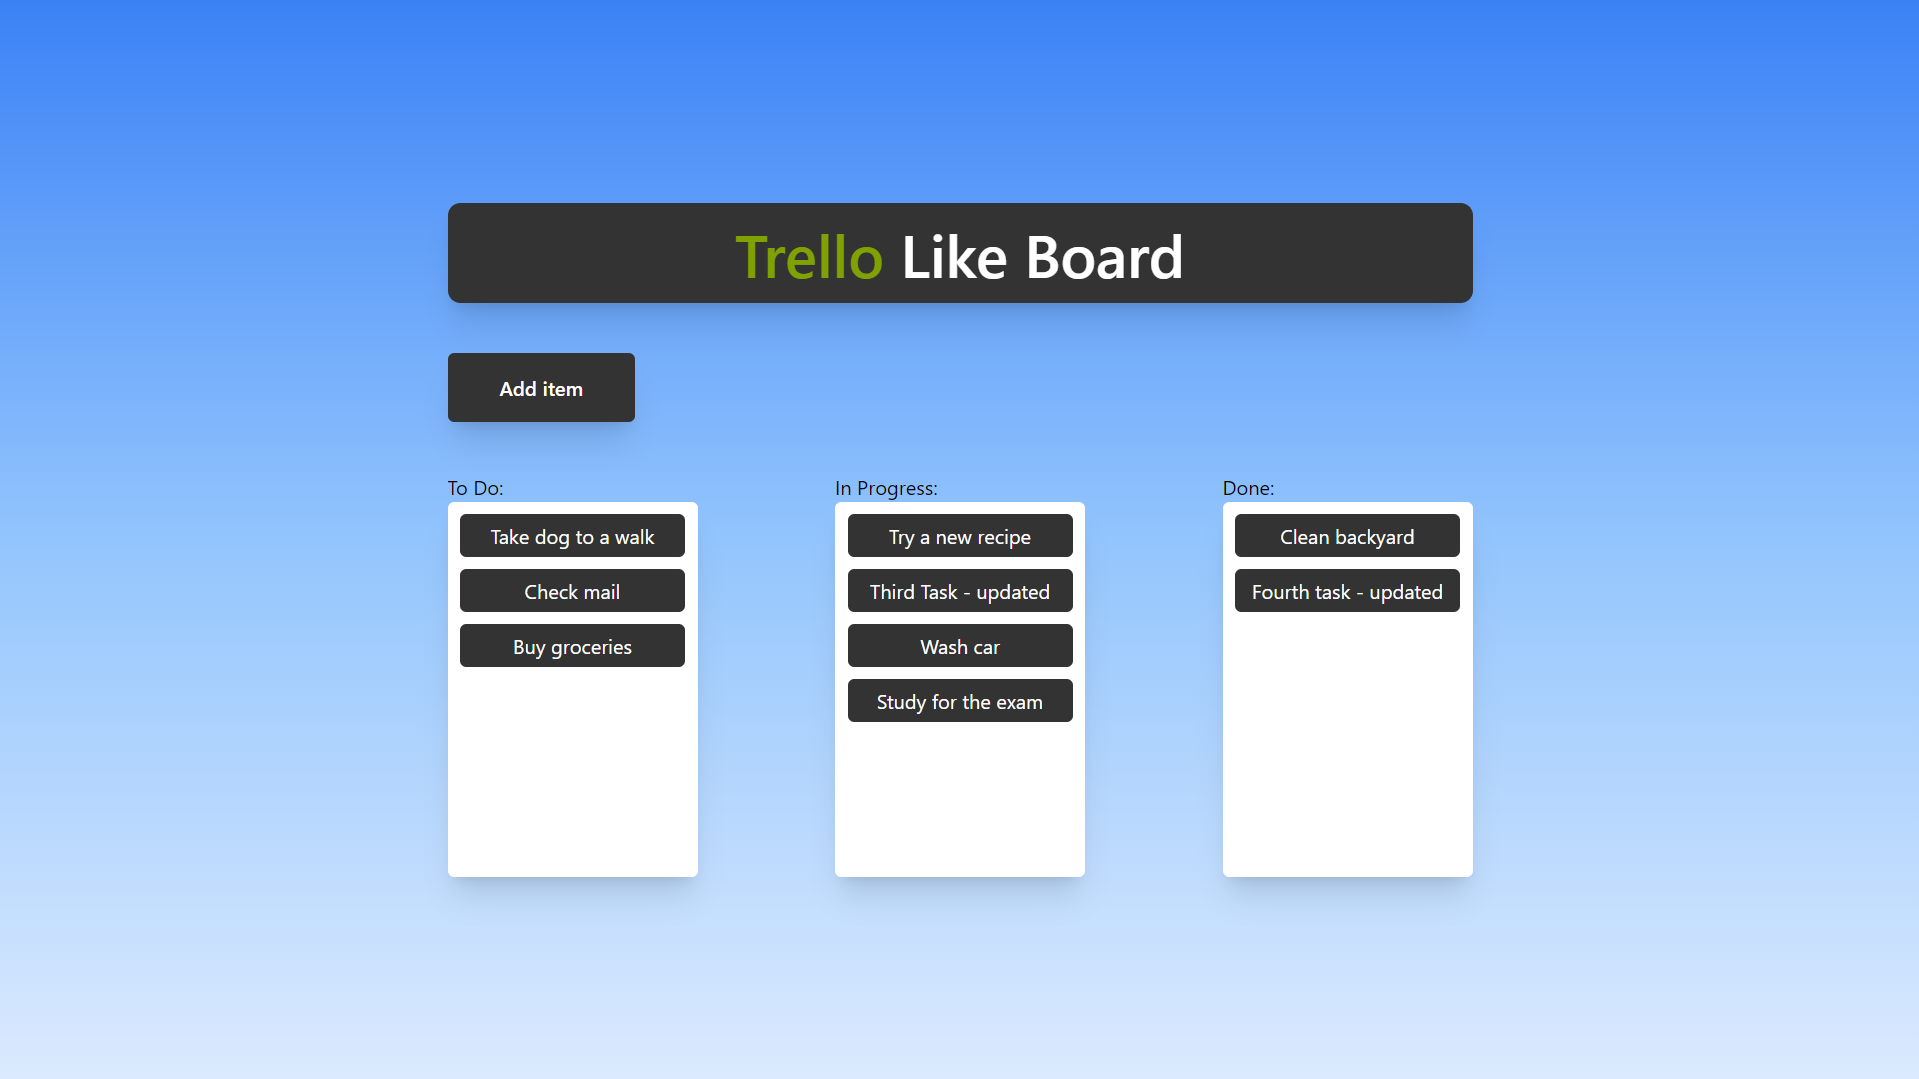 Trello Like Board
Add item
To Do:
Take dog to a walk
Check mail
Buy groceries
In Progress:
Try a new recipe
Third Task - updated
Wash car
Study for the exam
Done:
Clean backyard
Fourth task - updated